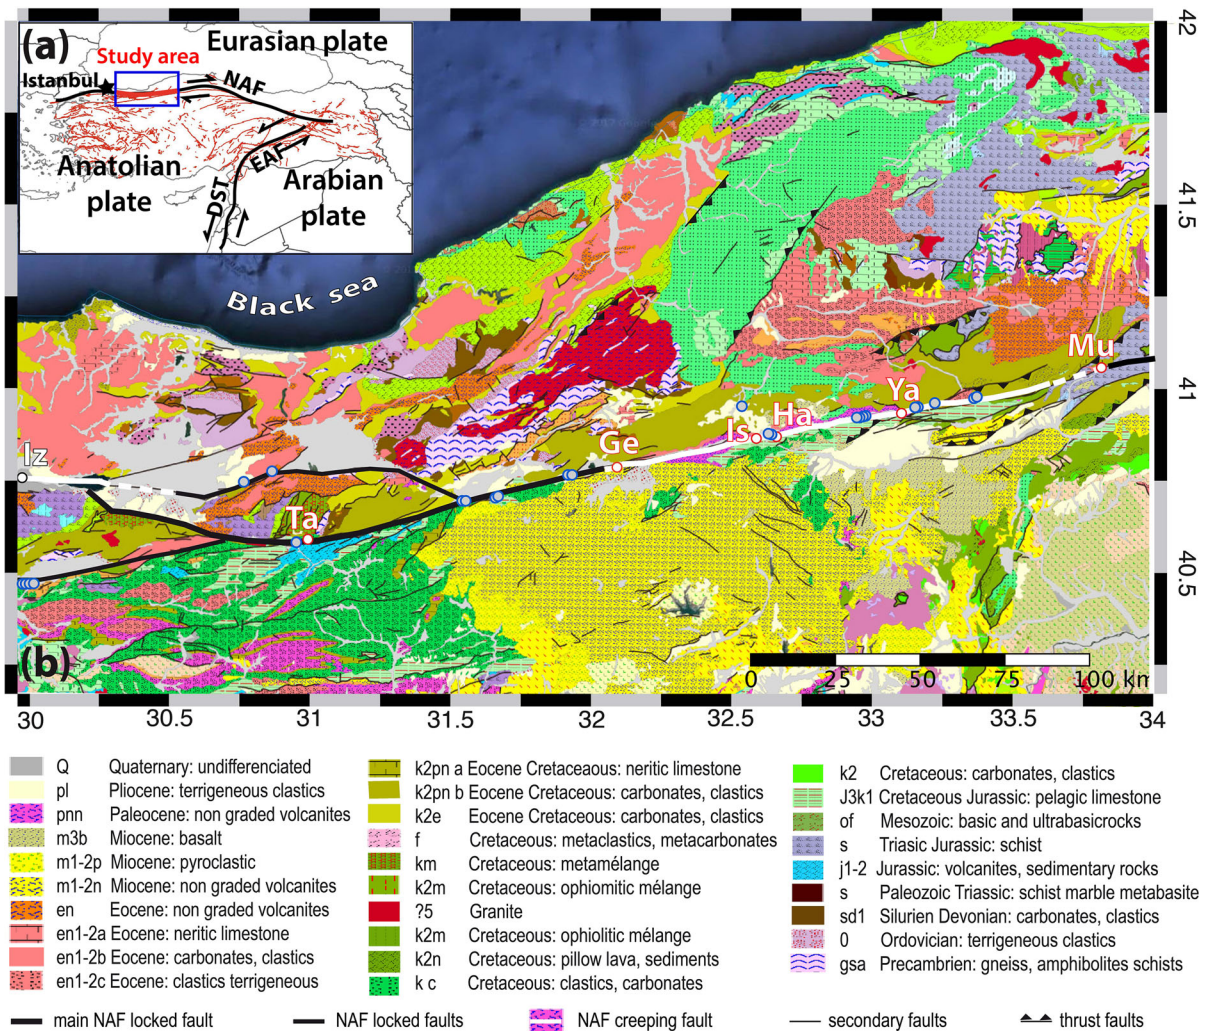 (a)
Eurasian plate
Study area
Istanbul
NAF
Anatolian
plate
EAF
Arabian
plate
DST
Black sea
Iz
Ta
Ge
Is
Ha
Ya
Mu
(b)
0 25 50 75 100 km
42
41.5
41
40.5
30 30.5 31 31.5 32 32.5 33 33.5 34
Q Quaternary: undifferenciated
pl Pliocene: terrigeneous clastics
pnn Paleocene: non graded volcanites
m3b Miocene: basalt
m1-2p Miocene: pyroclastic
m1-2n Miocene: non graded volcanites
en Eocene: non graded volcanites
en1-2a Eocene: neritic limestone
en1-2b Eocene: carbonates, clastics
en1-2c Eocene: clastics terrigeneous
k2pn a Eocene Cretaceaous: neritic limestone
k2pn b Eocene Cretaceous: carbonates, clastics
k2e Eocene Cretaceous: carbonates, clastics
f Cretaceous: metaclastics, metacarbonates
km Cretaceous: metamélange
k2m Cretaceous: ophiomitic mélange
?5 Granite
k2m Cretaceous: ophiolitic mélange
k2n Cretaceous: pillow lava, sediments
k c Cretaceous: clastics, carbonates
k2 Cretaceous: carbonates, clastics
J3k1 Cretaceous Jurassic: pelagic limestone
of Mesozoic: basic and ultrabasicrocks
s Triasic Jurassic: schist
j1-2 Jurassic: volcanites, sedimentary rocks
s Paleozoic Triassic: schist marble metabasite
sd1 Silurien Devonian: carbonates, clastics
0 Ordovician: terrigeneous clastics
gsa Precambrien: gneiss, amphibolites schists
main NAF locked fault
NAF locked faults
NAF creeping fault
secondary faults
thrust faults